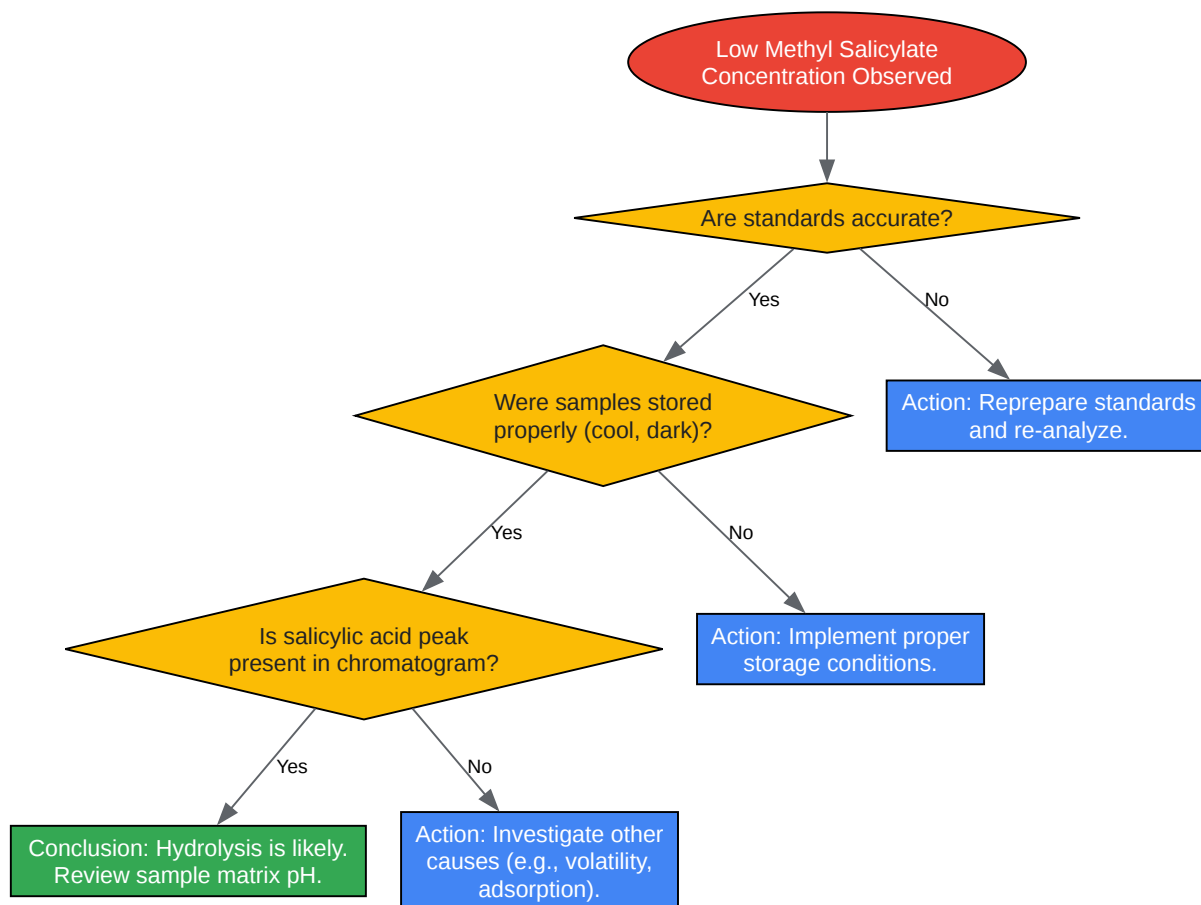 Low Methyl Salicylate
Concentration Observed
Are standards accurate?
Yes
No
Were samples stored
properly (cool, dark)?
Action: Reprepare standards
and re-analyze.
Yes
No
Is salicylic acid peak
present in chromatogram?
Action: Implement proper
storage conditions.
Yes
No
Conclusion: Hydrolysis is likely.
Review sample matrix pH.
Action: Investigate other
causes (e.g., volatility,
adsorption).